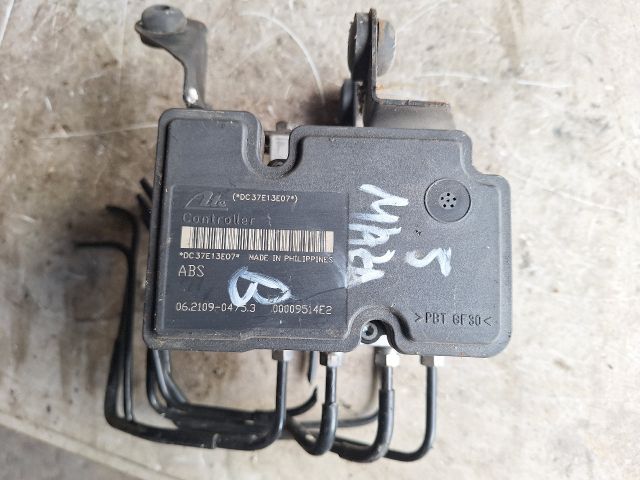 Ate (*DC37E13E07*)
Controller
*DC37E13E07* MADE IN PHILIPPINES
ABS
06.2109-0475.3 00009514E2
MAZDA
5
B
>PBT GF30<